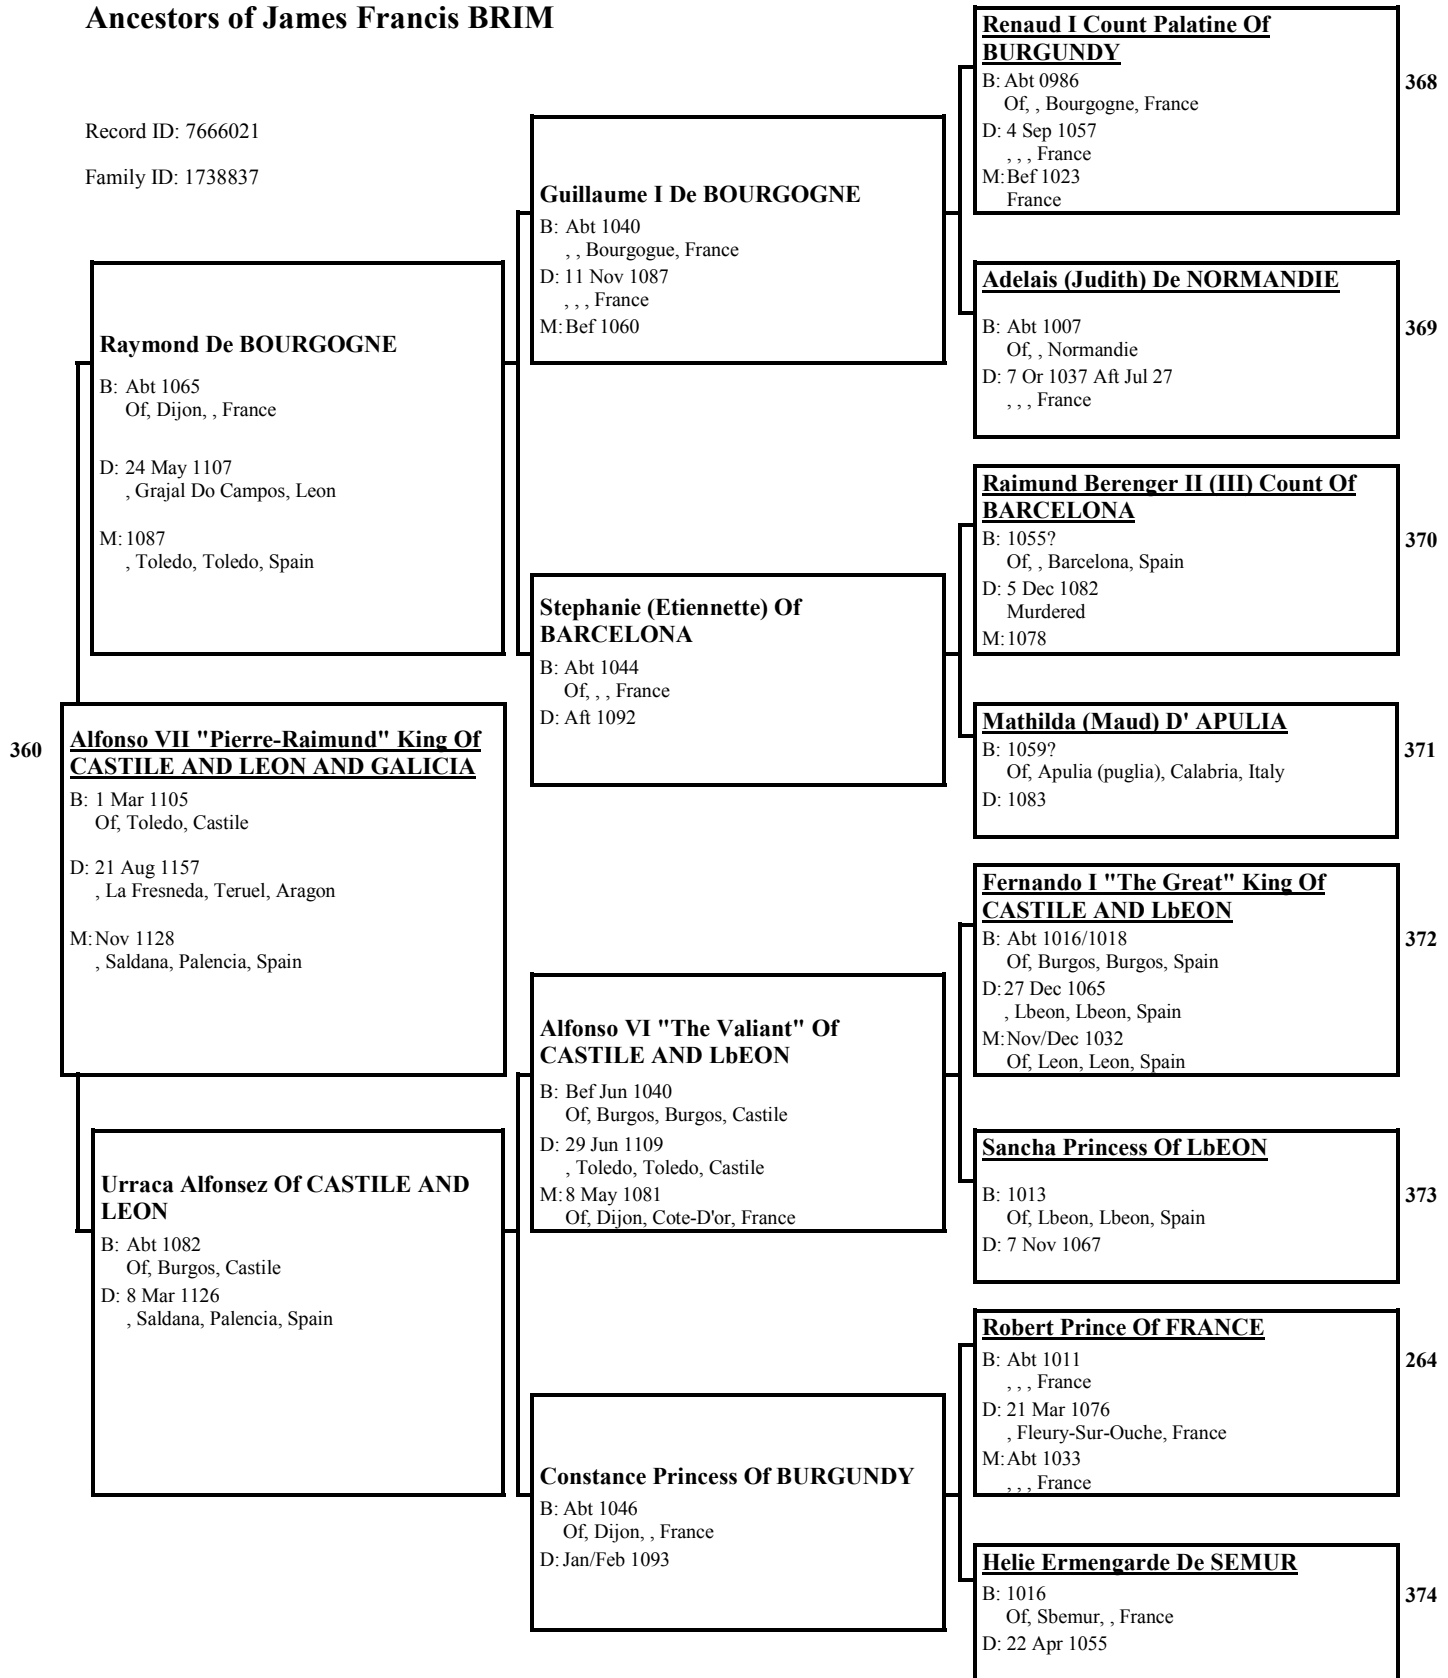 Ancestors of James Francis BRIM
Record ID: 7666021
Family ID: 1738837
360
Alfonso VII "Pierre-Raimund" King Of
CASTILE AND LEON AND GALICIA
B: 1 Mar 1105
Of, Toledo, Castile
D: 21 Aug 1157
, La Fresneda, Teruel, Aragon
M: Nov 1128
, Saldana, Palencia, Spain
Raymond De BOURGOGNE
B: Abt 1065
Of, Dijon, , France
D: 24 May 1107
, Grajal Do Campos, Leon
M: 1087
, Toledo, Toledo, Spain
Urraca Alfonsez Of CASTILE AND
LEON
B: Abt 1082
Of, Burgos, Castile
D: 8 Mar 1126
, Saldana, Palencia, Spain
Guillaume I De BOURGOGNE
B: Abt 1040
, , Bourgogue, France
D: 11 Nov 1087
, , , France
M: Bef 1060
Stephanie (Etiennette) Of
BARCELONA
B: Abt 1044
Of, , , France
D: Aft 1092
Alfonso VI "The Valiant" Of
CASTILE AND LbEON
B: Bef Jun 1040
Of, Burgos, Burgos, Castile
D: 29 Jun 1109
, Toledo, Toledo, Castile
M: 8 May 1081
Of, Dijon, Cote-D'or, France
Constance Princess Of BURGUNDY
B: Abt 1046
Of, Dijon, , France
D: Jan/Feb 1093
Renaud I Count Palatine Of
BURGUNDY
B: Abt 0986
Of, , Bourgogne, France
D: 4 Sep 1057
, , , France
M: Bef 1023
France
368
Adelais (Judith) De NORMANDIE
B: Abt 1007
Of, , Normandie
D: 7 Or 1037 Aft Jul 27
, , , France
369
Raimund Berenger II (III) Count Of
BARCELONA
B: 1055?
Of, , Barcelona, Spain
D: 5 Dec 1082
Murdered
M: 1078
370
Mathilda (Maud) D' APULIA
B: 1059?
Of, Apulia (puglia), Calabria, Italy
D: 1083
371
Fernando I "The Great" King Of
CASTILE AND LbEON
B: Abt 1016/1018
Of, Burgos, Burgos, Spain
D: 27 Dec 1065
, Lbeon, Lbeon, Spain
M: Nov/Dec 1032
Of, Leon, Leon, Spain
372
Sancha Princess Of LbEON
B: 1013
Of, Lbeon, Lbeon, Spain
D: 7 Nov 1067
373
Robert Prince Of FRANCE
B: Abt 1011
, , , France
D: 21 Mar 1076
, Fleury-Sur-Ouche, France
M: Abt 1033
, , , France
264
Helie Ermengarde De SEMUR
B: 1016
Of, Sbemur, , France
D: 22 Apr 1055
374